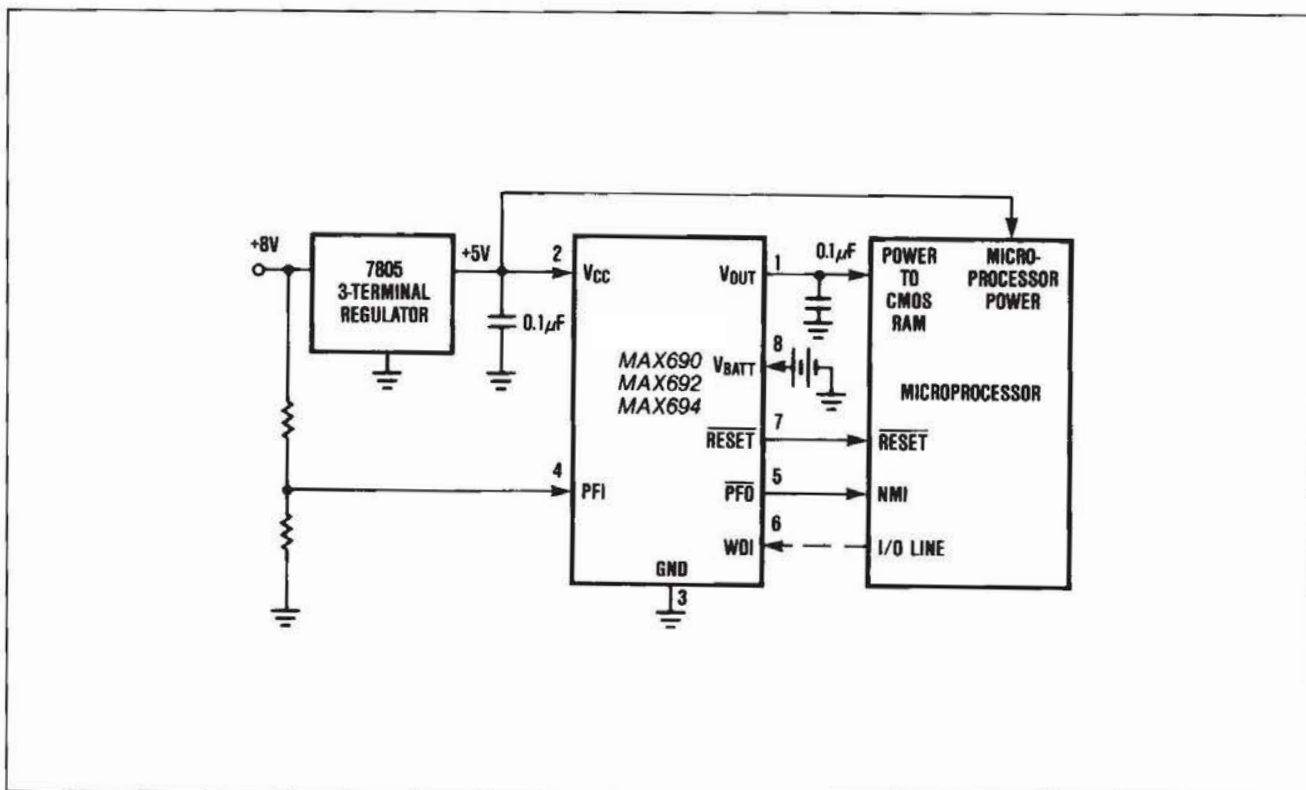 +8V
7805
3-TERMINAL
REGULATOR
+5V
0.1μF
2
VCC
MAX690
MAX692
MAX694
4
PFI
GND
3
1
VOUT
8
VBATT
7
RESET
5
PFO
6
WDI
0.1μF
POWER
TO
CMOS
RAM
MICRO-
PROCESSOR
POWER
MICROPROCESSOR
RESET
NMI
I/O LINE